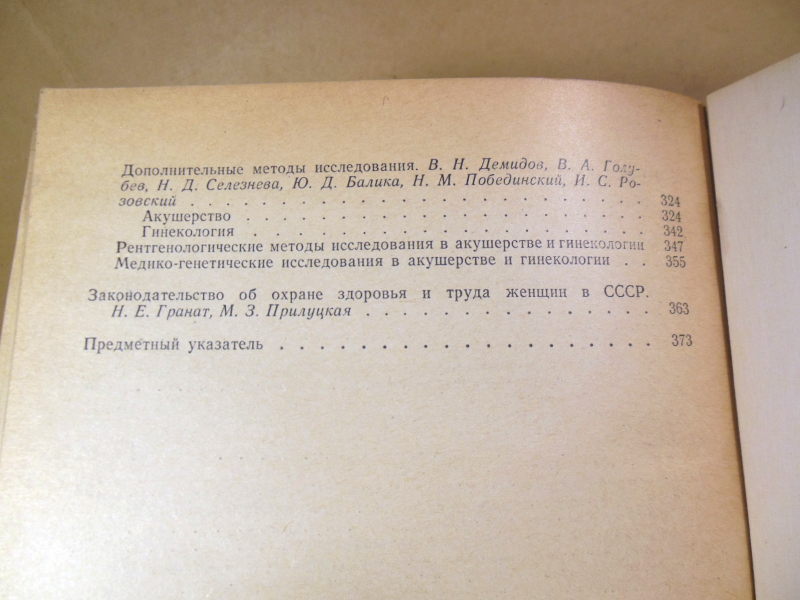 Дополнительные методы исследования. В. Н. Демидов, В. А. Голу-
бев, Н. Д. Селезнева, Ю. Д. Балика, Н. М. Побединский, И. С. Ро-
зовский . . . . . . . . . . . . . . . . . . . . . . . . 324
Акушерство . . . . . . . . . . . . . . . . . . . . . 324
Гинекология . . . . . . . . . . . . . . . . . . . . . 342
Рентгенологические методы исследования в акушерстве и гинекологии 347
Медико-генетические исследования в акушерстве и гинекологии . . 355
Законодательство об охране здоровья и труда женщин в СССР.
Н. Е. Гранат, М. З. Прилуцкая . . . . . . . . . . . . . . . 363
Предметный указатель . . . . . . . . . . . . . . . . . . . 373